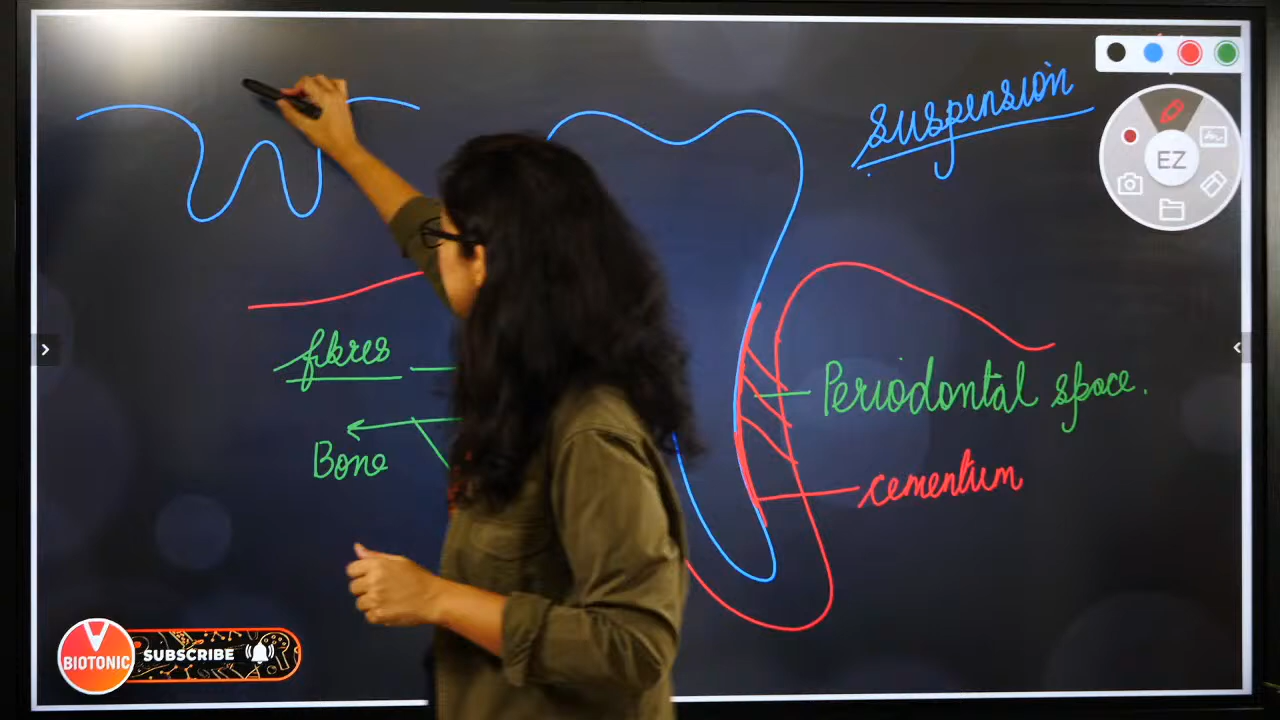 suspension
EZ
fibres
Periodontal space.
Bone
cementum
BIOTONIC
SUBSCRIBE